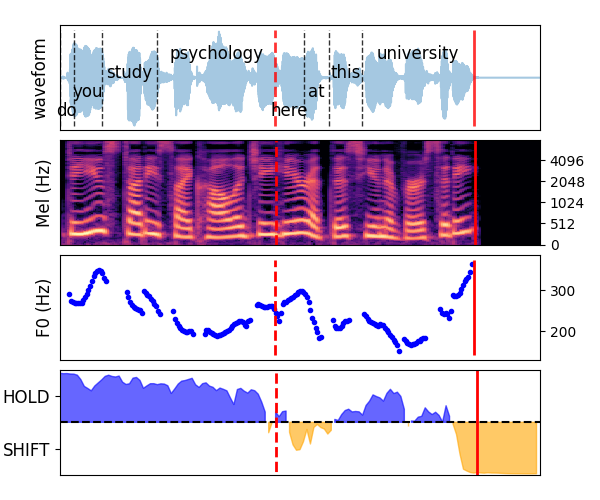 waveform
psychology
university
study
this
you
at
do
here
Mel (Hz)
4096
2048
1024
512
0
F0 (Hz)
300
200
HOLD
SHIFT